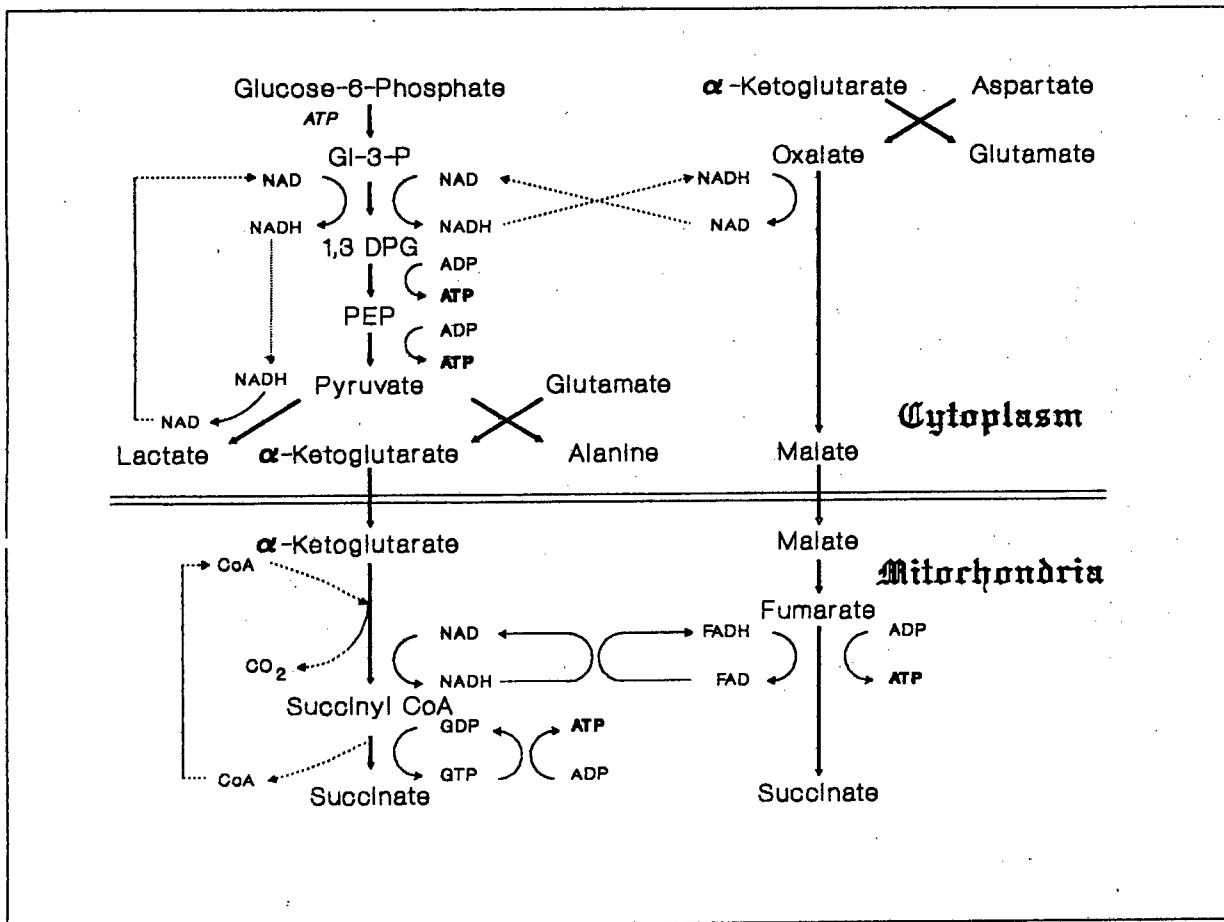 Glucose-6-Phosphate
α-Ketoglutarate Aspartate
ATP
Gl-3-P
Oxalate Glutamate
NAD NAD NADH
NADH NADH NAD
1,3 DPG
ADP
ATP
PEP
ADP
ATP
NADH
Pyruvate Glutamate
NAD
Cytoplasm
Lactate α-Ketoglutarate Alanine Malate
α-Ketoglutarate Malate
CoA
Mitochondria
Fumarate
NAD FADH ADP
CO2
NADH FAD ATP
Succinyl CoA
GDP ATP
CoA GTP ADP
Succinate Succinate